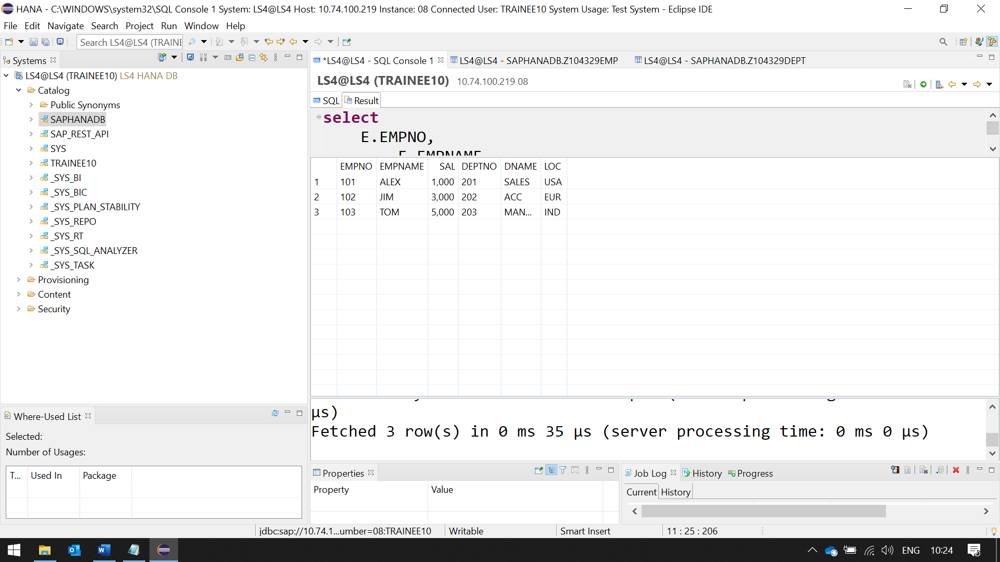 HANA - C:\WINDOWS\system32\SQL Console 1 System: LS4@LS4 Host: 10.74.100.219 Instance: 08 Connected User: TRAINEE10 System Usage: Test System - Eclipse IDE
File Edit Navigate Search Project Run Window Help
Search LS4@LS4 (TRAINE
Systems
LS4@LS4 (TRAINEE10) LS4 HANA DB
Catalog
Public Synonyms
SAPHANADB
SAP_REST_API
SYS
TRAINEE10
_SYS_BI
_SYS_BIC
_SYS_PLAN_STABILITY
_SYS_REPO
_SYS_RT
_SYS_SQL_ANALYZER
_SYS_TASK
Provisioning
Content
Security
Where-Used List
Selected:
Number of Usages:
T... Used In Package
*LS4@LS4 - SQL Console 1 LS4@LS4 - SAPHANADB.Z104329EMP LS4@LS4 - SAPHANADB.Z104329DEPT
LS4@LS4 (TRAINEE10) 10.74.100.219 08
SQL Result
select
E.EMPNO,
E.EMPNAME
EMPNO EMPNAME SAL DEPTNO DNAME LOC
1 101 ALEX 1,000 201 SALES USA
2 102 JIM 3,000 202 ACC EUR
3 103 TOM 5,000 203 MAN... IND
µs)
Fetched 3 row(s) in 0 ms 35 µs (server processing time: 0 ms 0 µs)
Properties
Property Value
Job Log History Progress
Current History
jdbc:sap://10.74.1...umber=08:TRAINEE10 Writable Smart Insert 11 : 25 : 206
ENG 10:24